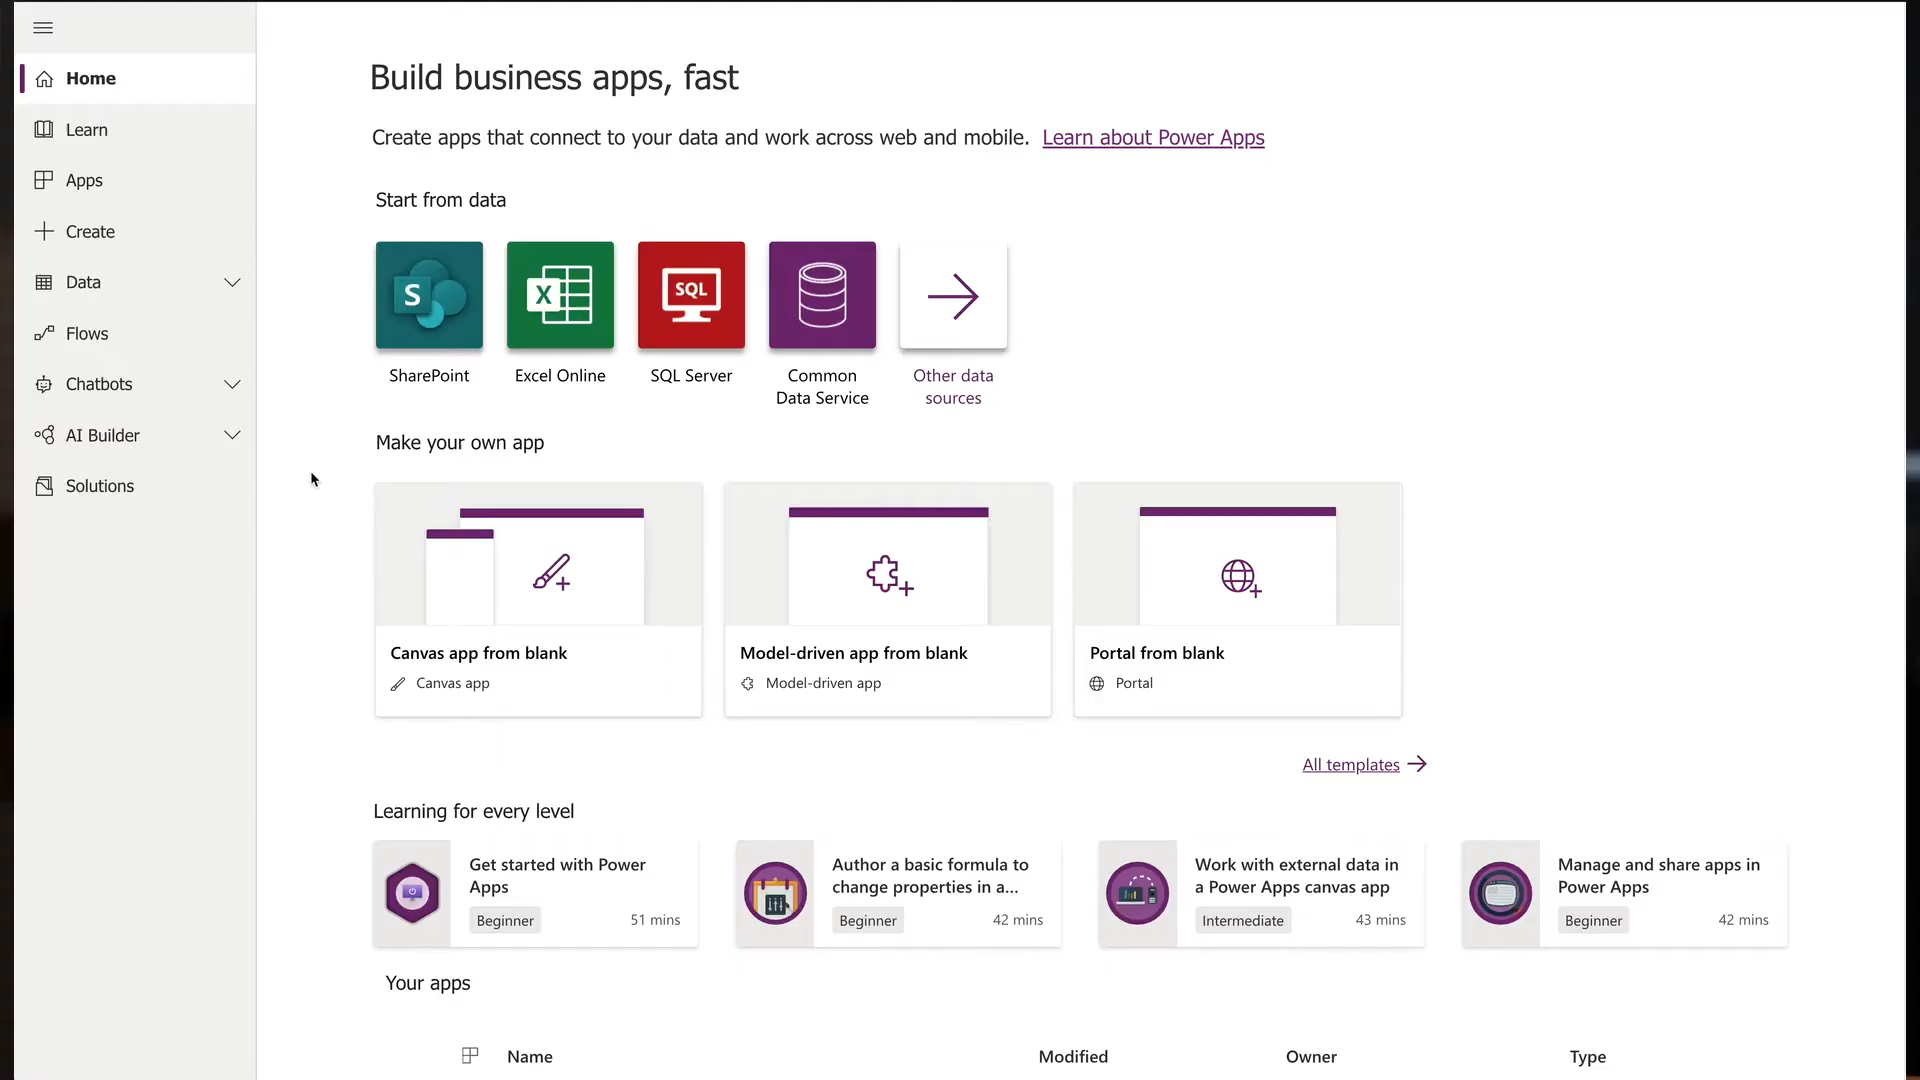 Home
Learn
Apps
Create
Data
Flows
Chatbots
AI Builder
Solutions
Build business apps, fast
Create apps that connect to your data and work across web and mobile. Learn about Power Apps
Start from data
S
X
SQL
SharePoint
Excel Online
SQL Server
Common
Data Service
Other data
sources
Make your own app
Canvas app from blank
Canvas app
Model-driven app from blank
Model-driven app
Portal from blank
Portal
All templates
Learning for every level
Get started with Power
Apps
Beginner 51 mins
Author a basic formula to
change properties in a...
Beginner 42 mins
Work with external data in
a Power Apps canvas app
Intermediate 43 mins
Manage and share apps in
Power Apps
Beginner 42 mins
Your apps
Name Modified Owner Type